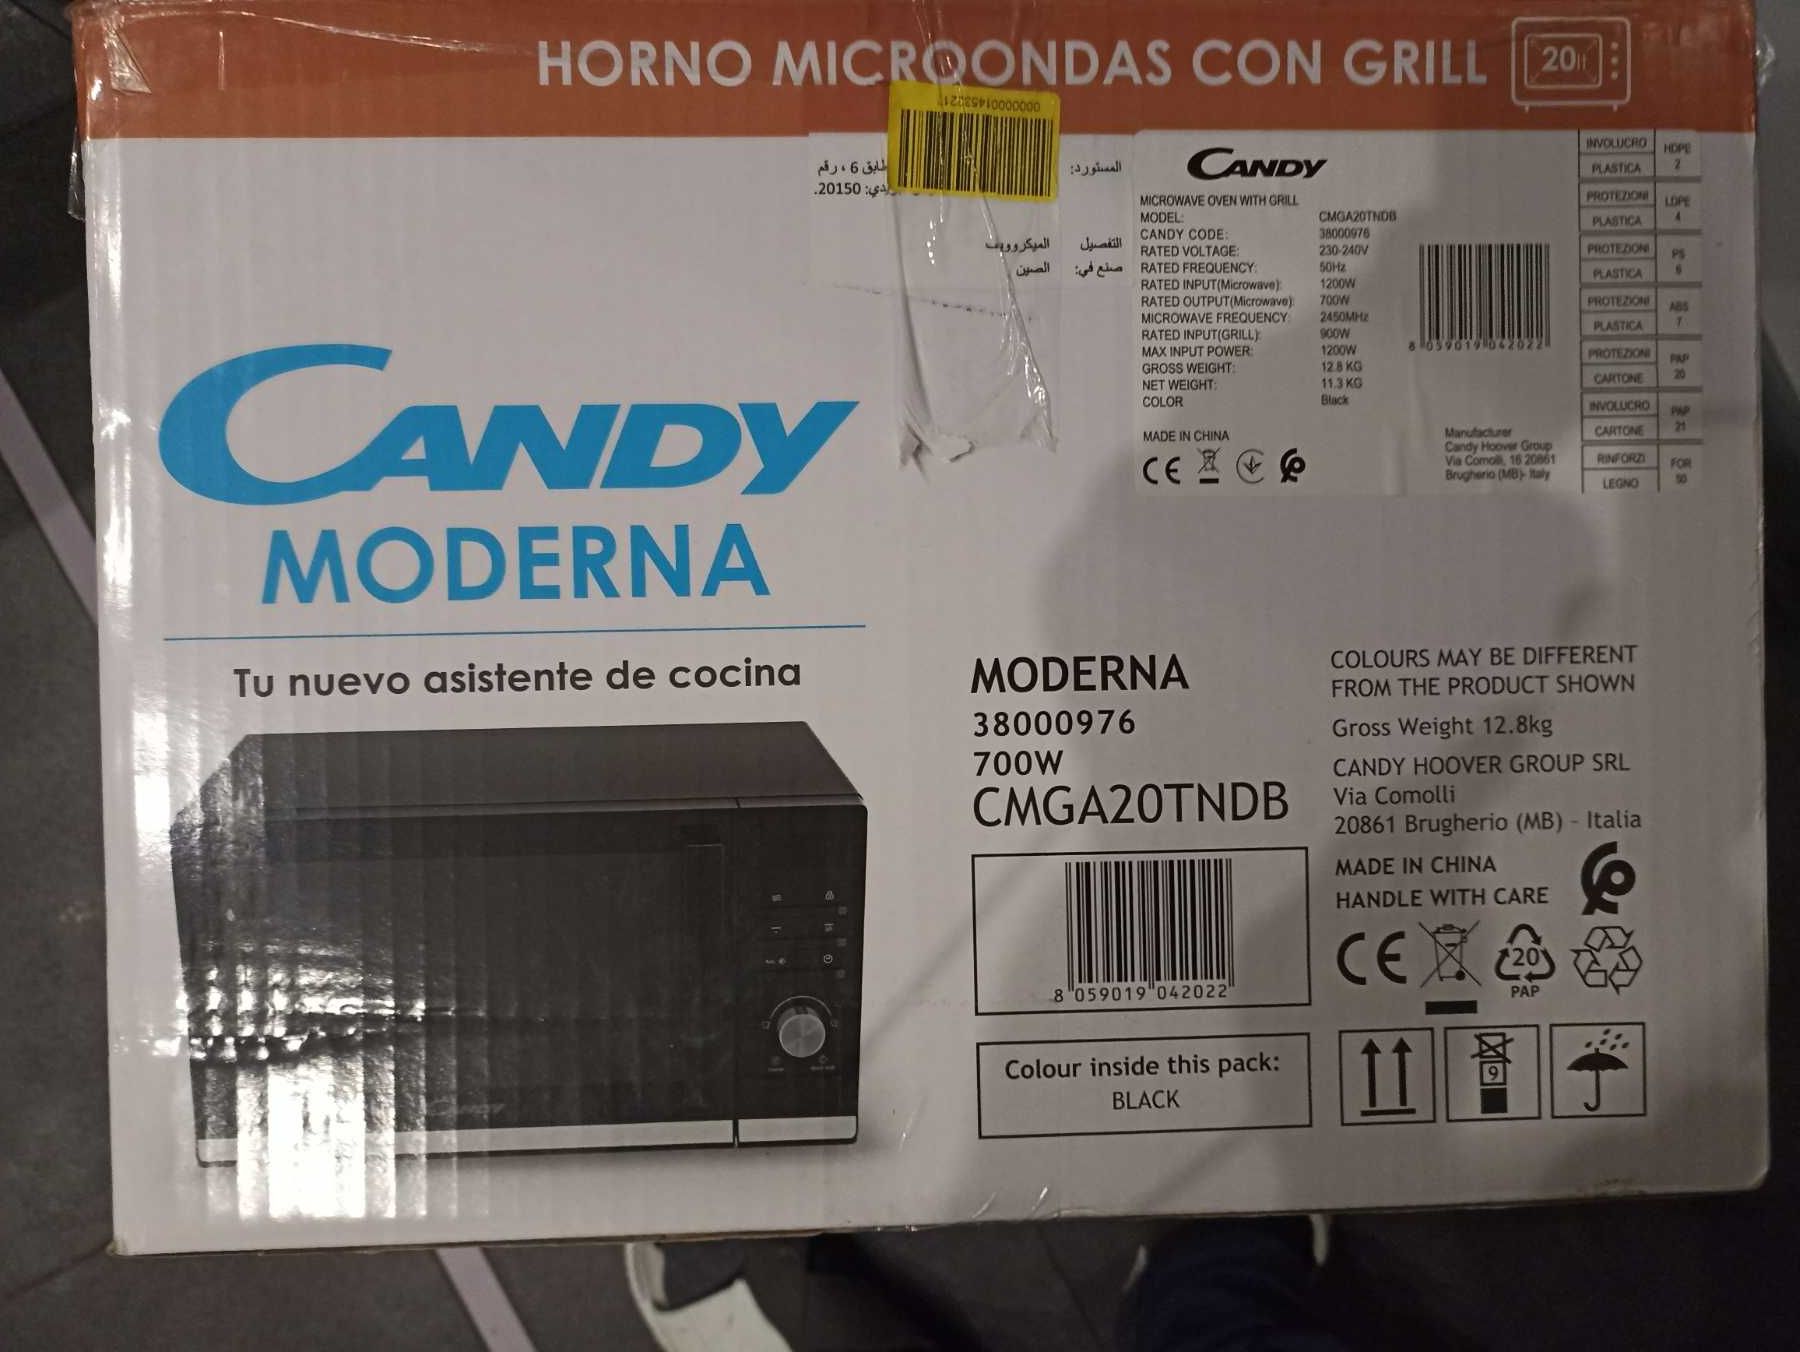 HORNO MICROONDAS CON GRILL
20lt
المستورد:
طابق 6 ، رقم
20150.
التفصيل الميكروويف
صنع في: الصين
CANDY
MICROWAVE OVEN WITH GRILL
MODEL: CMGA20TNDB
CANDY CODE: 38000976
RATED VOLTAGE: 230-240V
RATED FREQUENCY: 50Hz
RATED INPUT(Microwave): 1200W
RATED OUTPUT(Microwave): 700W
MICROWAVE FREQUENCY: 2450MHz
RATED INPUT(GRILL): 900W
MAX INPUT POWER: 1200W
GROSS WEIGHT: 12.8 KG
NET WEIGHT: 11.3 KG
COLOR Black
MADE IN CHINA
CE
8 059019 042022
Manufacturer
Candy Hoover Group
Via Comolli, 16 20861
Brugherio (MB)- Italy
INVOLUCRO PLASTICA HDPE 2
PROTEZIONI PLASTICA LDPE 4
PROTEZIONI PLASTICA PS 6
PROTEZIONI PLASTICA ABS 7
PROTEZIONI CARTONE PAP 20
INVOLUCRO CARTONE PAP 21
RINFORZI LEGNO FOR 50
CANDY
MODERNA
Tu nuevo asistente de cocina
CANDY
MODERNA
38000976
700W
CMGA20TNDB
8 059019 042022
Colour inside this pack:
BLACK
COLOURS MAY BE DIFFERENT
FROM THE PRODUCT SHOWN
Gross Weight 12.8kg
CANDY HOOVER GROUP SRL
Via Comolli
20861 Brugherio (MB) - Italia
MADE IN CHINA
HANDLE WITH CARE
CE
20
PAP
9